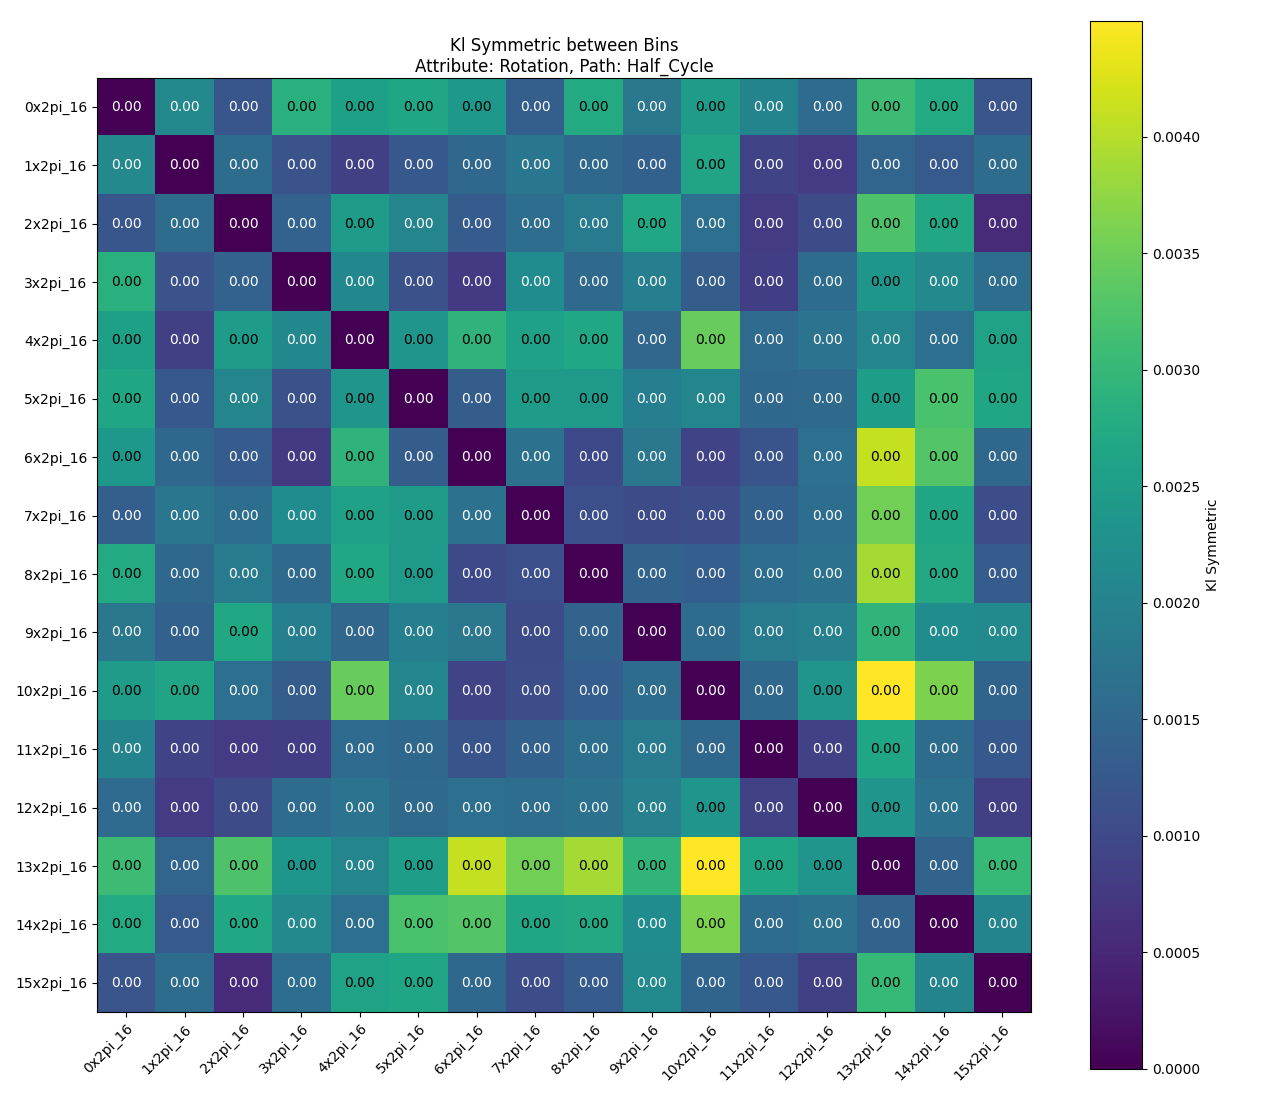 Kl Symmetric between Bins
Attribute: Rotation, Path: Half_Cycle
0x2pi_16 0.00 0.00 0.00 0.00 0.00 0.00 0.00 0.00 0.00 0.00 0.00 0.00 0.00 0.00 0.00 0.00
1x2pi_16 0.00 0.00 0.00 0.00 0.00 0.00 0.00 0.00 0.00 0.00 0.00 0.00 0.00 0.00 0.00 0.00
2x2pi_16 0.00 0.00 0.00 0.00 0.00 0.00 0.00 0.00 0.00 0.00 0.00 0.00 0.00 0.00 0.00 0.00
3x2pi_16 0.00 0.00 0.00 0.00 0.00 0.00 0.00 0.00 0.00 0.00 0.00 0.00 0.00 0.00 0.00 0.00
4x2pi_16 0.00 0.00 0.00 0.00 0.00 0.00 0.00 0.00 0.00 0.00 0.00 0.00 0.00 0.00 0.00 0.00
5x2pi_16 0.00 0.00 0.00 0.00 0.00 0.00 0.00 0.00 0.00 0.00 0.00 0.00 0.00 0.00 0.00 0.00
6x2pi_16 0.00 0.00 0.00 0.00 0.00 0.00 0.00 0.00 0.00 0.00 0.00 0.00 0.00 0.00 0.00 0.00
7x2pi_16 0.00 0.00 0.00 0.00 0.00 0.00 0.00 0.00 0.00 0.00 0.00 0.00 0.00 0.00 0.00 0.00
8x2pi_16 0.00 0.00 0.00 0.00 0.00 0.00 0.00 0.00 0.00 0.00 0.00 0.00 0.00 0.00 0.00 0.00
9x2pi_16 0.00 0.00 0.00 0.00 0.00 0.00 0.00 0.00 0.00 0.00 0.00 0.00 0.00 0.00 0.00 0.00
10x2pi_16 0.00 0.00 0.00 0.00 0.00 0.00 0.00 0.00 0.00 0.00 0.00 0.00 0.00 0.00 0.00 0.00
11x2pi_16 0.00 0.00 0.00 0.00 0.00 0.00 0.00 0.00 0.00 0.00 0.00 0.00 0.00 0.00 0.00 0.00
12x2pi_16 0.00 0.00 0.00 0.00 0.00 0.00 0.00 0.00 0.00 0.00 0.00 0.00 0.00 0.00 0.00 0.00
13x2pi_16 0.00 0.00 0.00 0.00 0.00 0.00 0.00 0.00 0.00 0.00 0.00 0.00 0.00 0.00 0.00 0.00
14x2pi_16 0.00 0.00 0.00 0.00 0.00 0.00 0.00 0.00 0.00 0.00 0.00 0.00 0.00 0.00 0.00 0.00
15x2pi_16 0.00 0.00 0.00 0.00 0.00 0.00 0.00 0.00 0.00 0.00 0.00 0.00 0.00 0.00 0.00 0.00
0x2pi_16 1x2pi_16 2x2pi_16 3x2pi_16 4x2pi_16 5x2pi_16 6x2pi_16 7x2pi_16 8x2pi_16 9x2pi_16 10x2pi_16 11x2pi_16 12x2pi_16 13x2pi_16 14x2pi_16 15x2pi_16
0.0040
0.0035
0.0030
0.0025
0.0020
0.0015
0.0010
0.0005
0.0000
Kl Symmetric